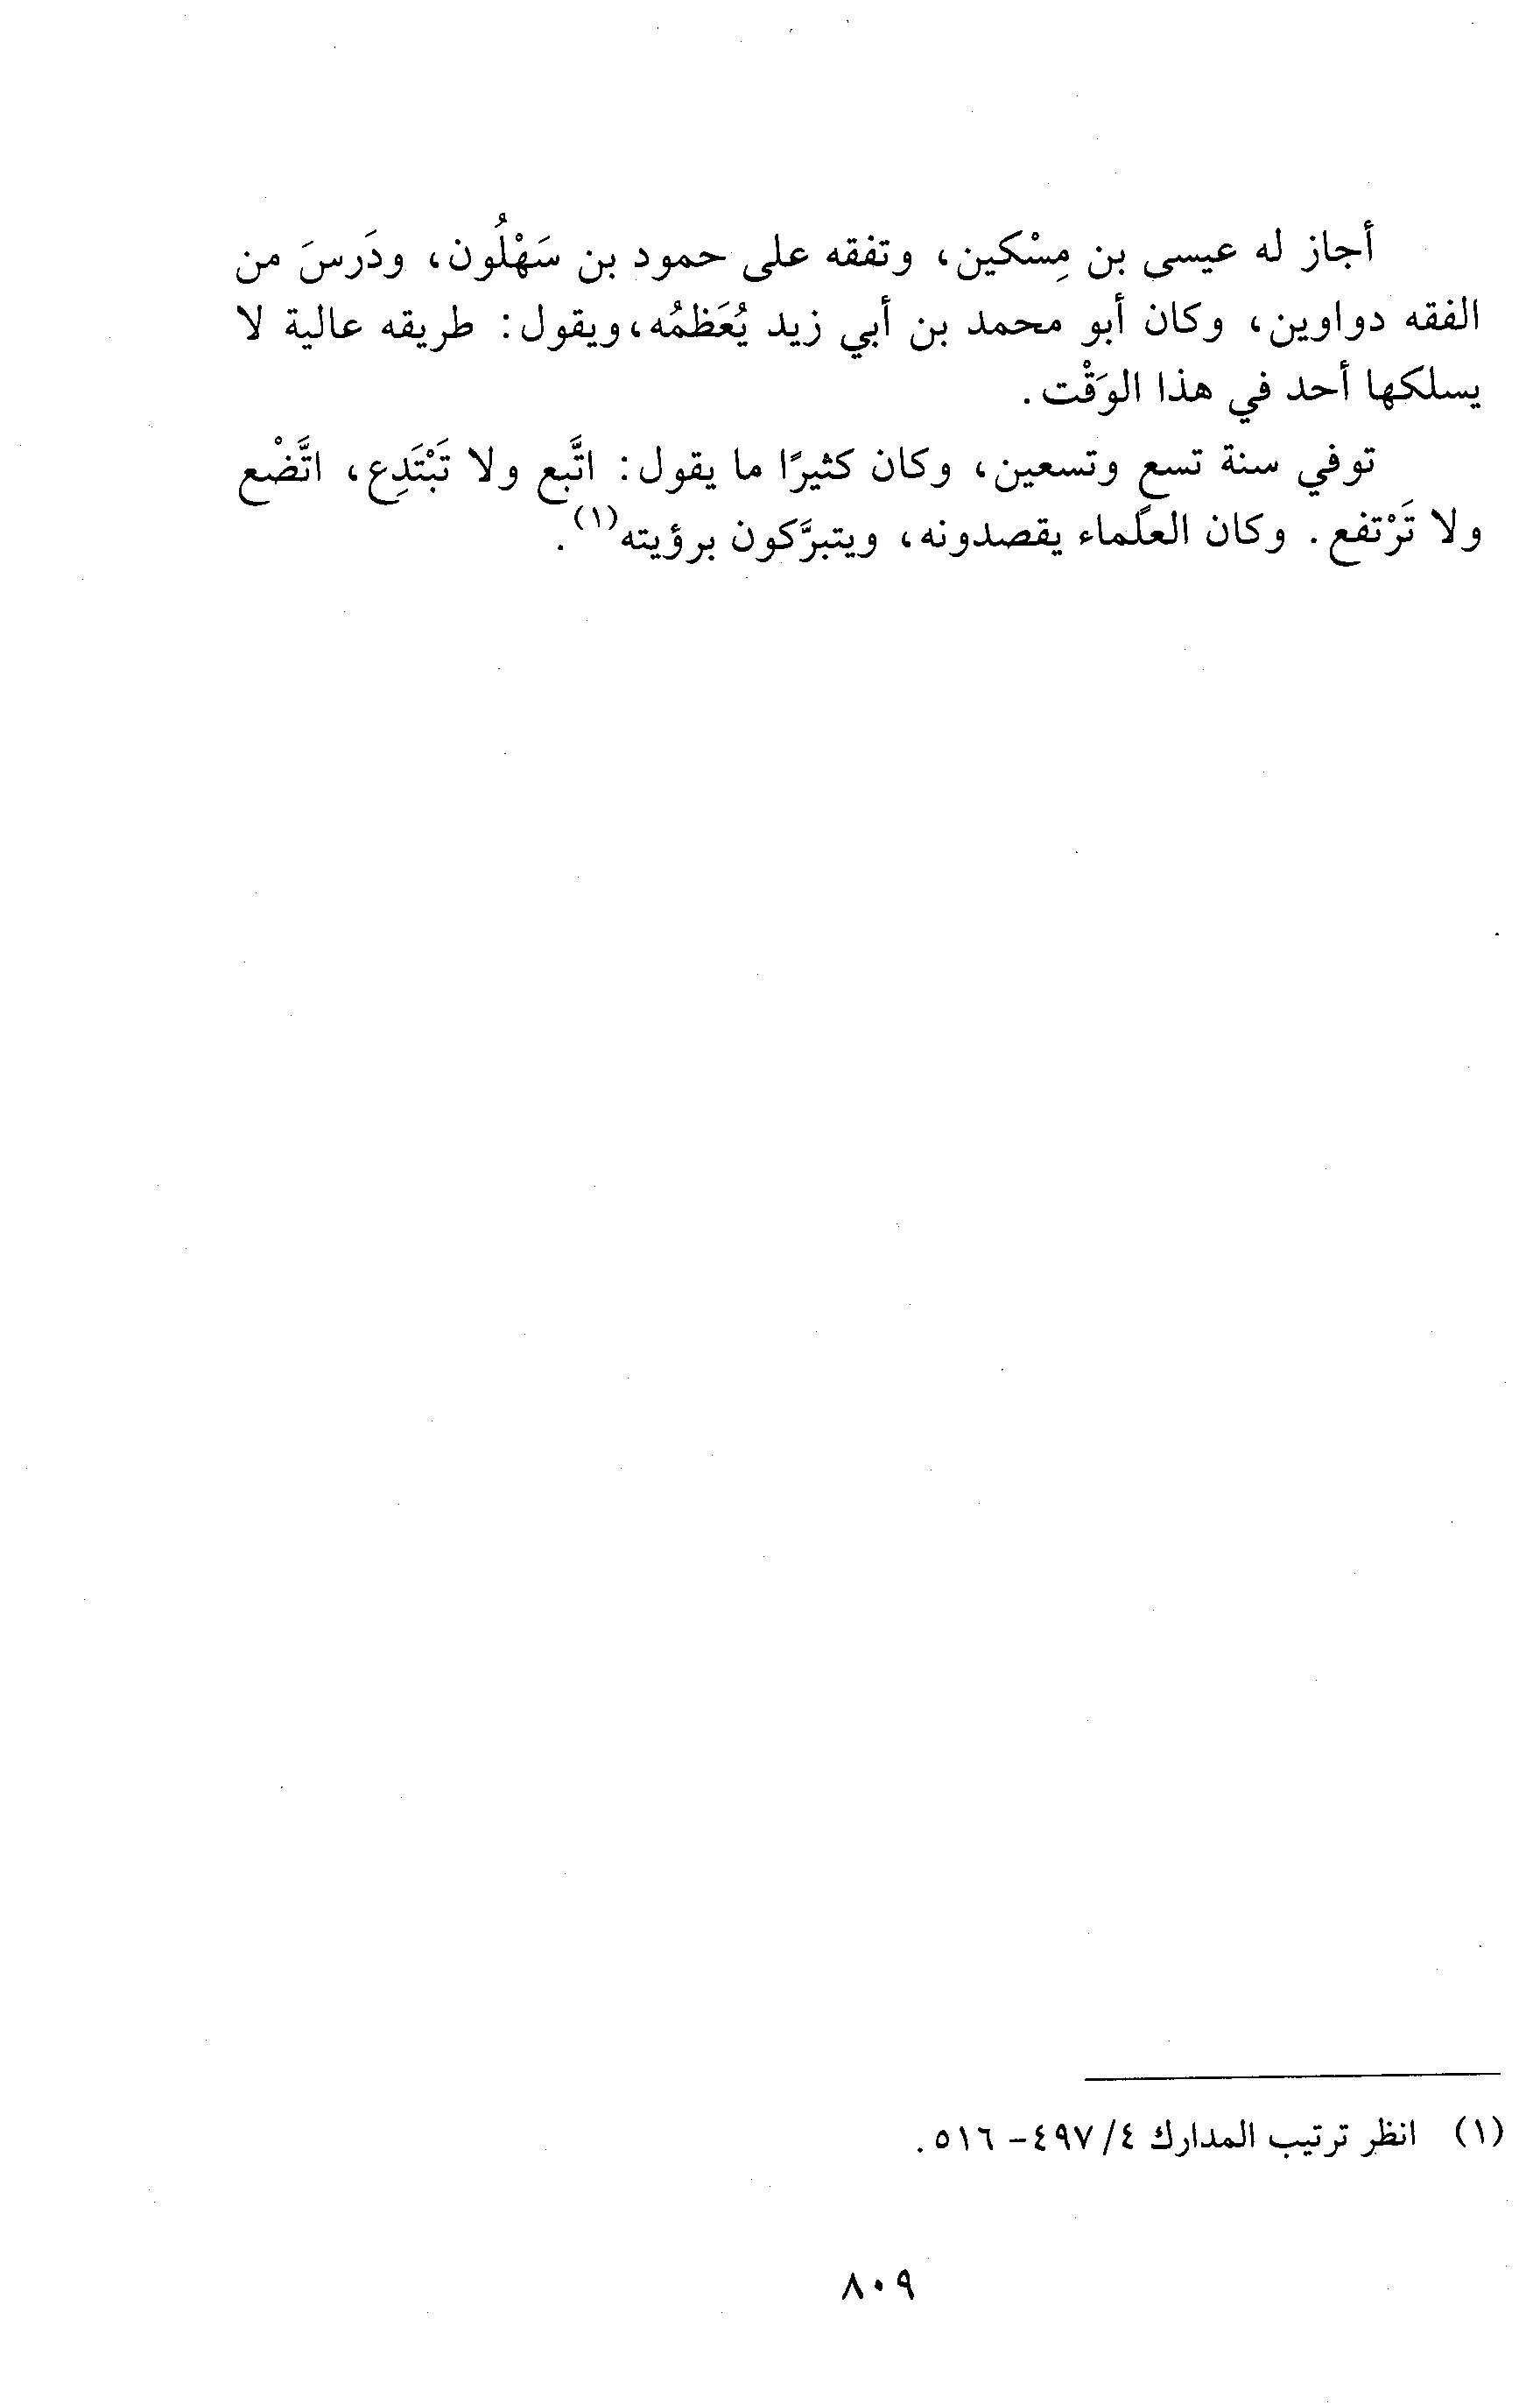 أجاز له عيسى بن مِسْكين، وتفقه على حمود بن سَهْلُون، ودَرسَ من
الفقه دواوين، وكان أبو محمد بن أبي زيد يُعَظمُه، ويقول: طريقه عالية لا
يسلكها أحد في هذا الوَقْت.
توفي سنة تسع وتسعين، وكان كثيرًا ما يقول: اتَّبع ولا تَبْتَدِع، اتَّضْع
ولا تَرْتفع. وكان العلماء يقصدونه، ويتبرَّكون برؤيته(١).
(١) انظر ترتيب المدارك ٤/ ٤٩٧- ٥١٦.
٨٠٩